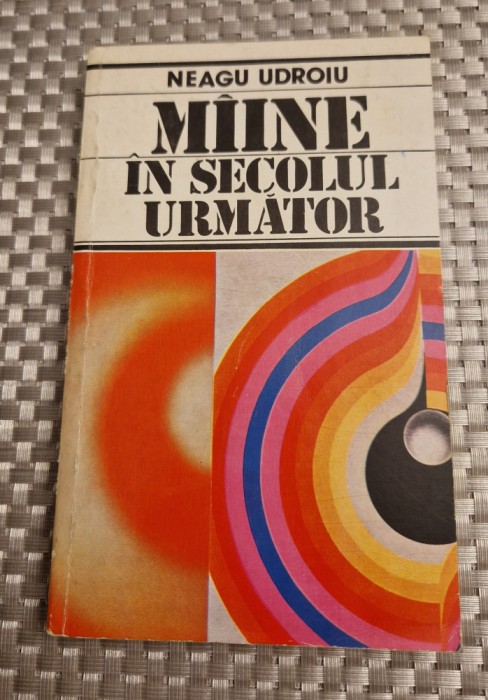 NEAGU UDROIU
MÎINE
ÎN SECOLUL
URMĂTOR